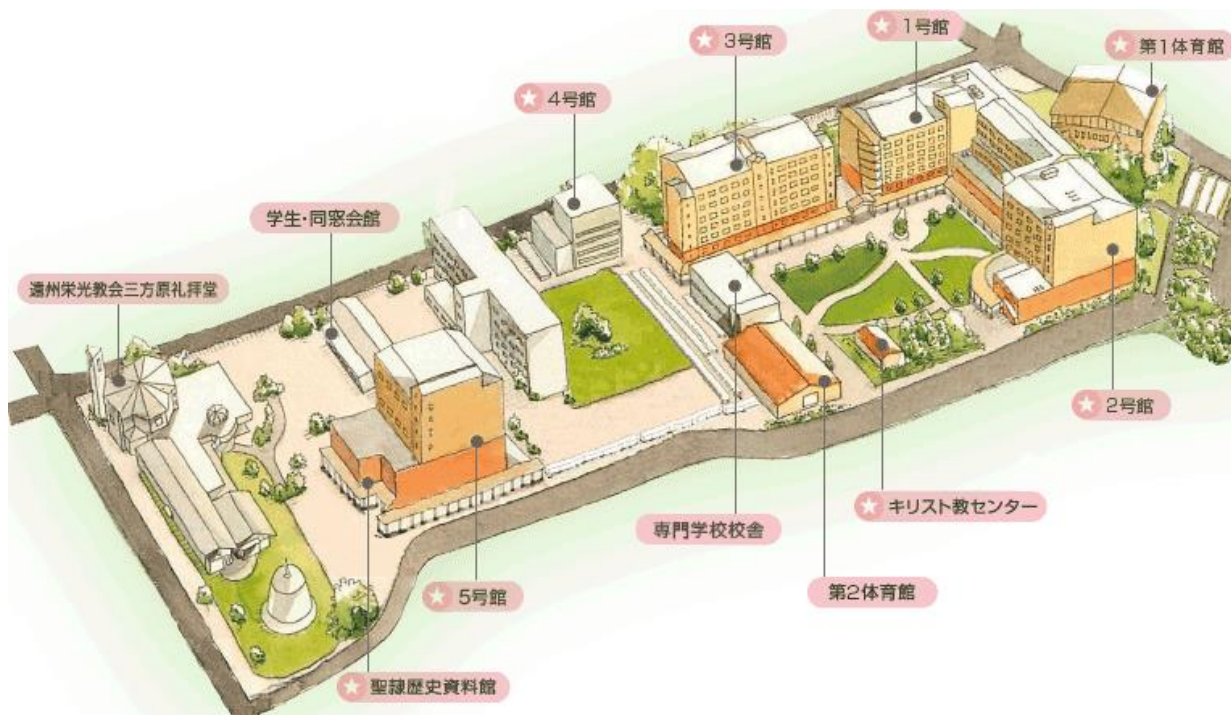 ★ 1号館
★ 3号館
★ 第1体育館
★ 4号館
学生・同窓会館
遠州栄光教会三方原礼拝堂
★ 2号館
★ キリスト教センター
専門学校校舎
第2体育館
★ 5号館
★ 聖隷歴史資料館